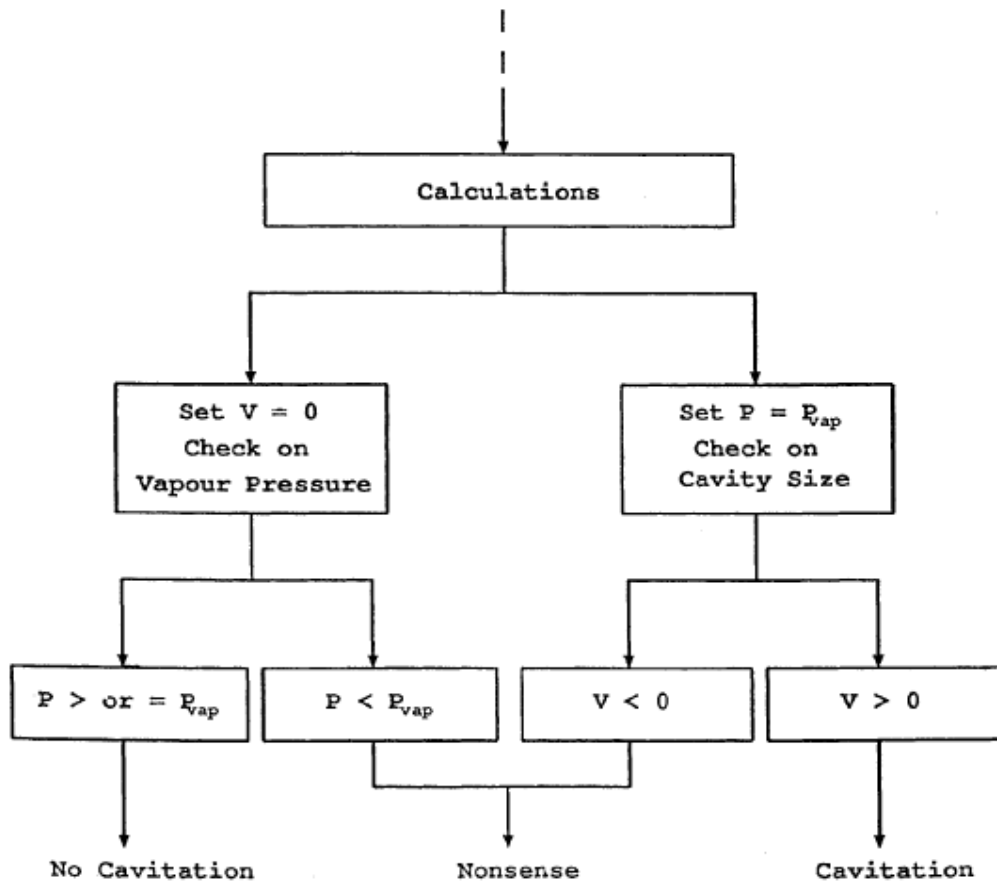 Calculations
Set V = 0
Check on
Vapour Pressure
Set P = Pvap
Check on
Cavity Size
P > or = Pvap
P < Pvap
V < 0
V > 0
No Cavitation
Nonsense
Cavitation